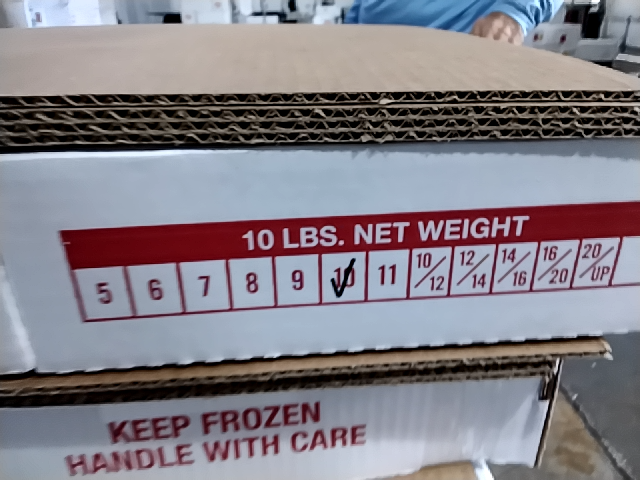 10 LBS. NET WEIGHT
5 6 7 8 9 10 11 10/12 12/14 14/16 16/20 20/UP
KEEP FROZEN
HANDLE WITH CARE